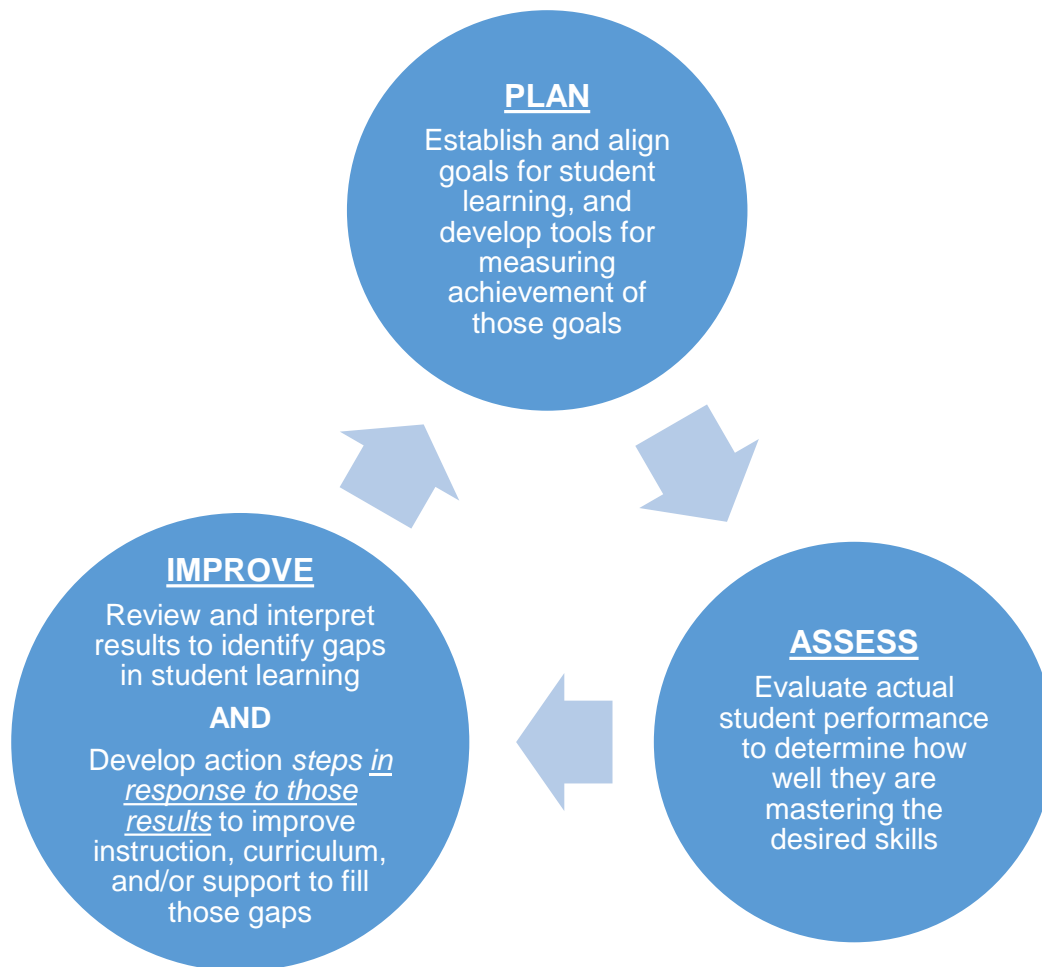 PLAN
Establish and align
goals for student
learning, and
develop tools for
measuring
achievement of
those goals
ASSESS
Evaluate actual
student performance
to determine how
well they are
mastering the
desired skills
IMPROVE
Review and interpret
results to identify gaps
in student learning
AND
Develop action steps in
response to those
results to improve
instruction, curriculum,
and/or support to fill
those gaps